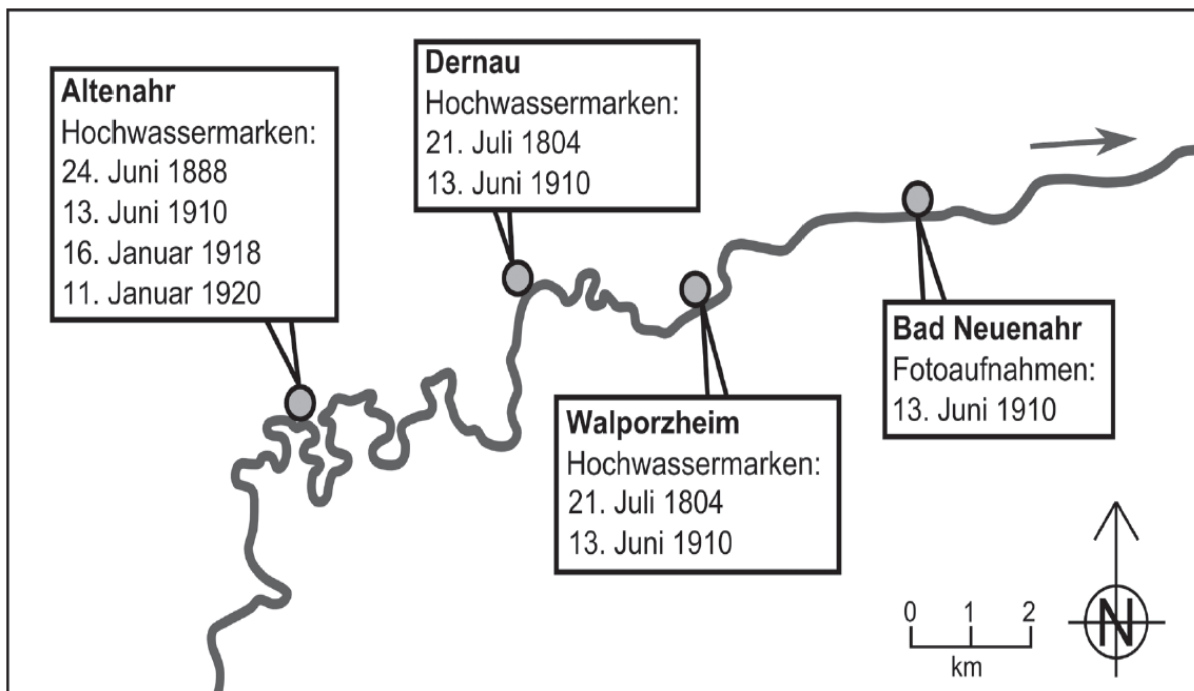 Altenahr
Hochwassermarken:
24. Juni 1888
13. Juni 1910
16. Januar 1918
11. Januar 1920
Dernau
Hochwassermarken:
21. Juli 1804
13. Juni 1910
Walporzheim
Hochwassermarken:
21. Juli 1804
13. Juni 1910
Bad Neuenahr
Fotoaufnahmen:
13. Juni 1910
0 1 2
km
N